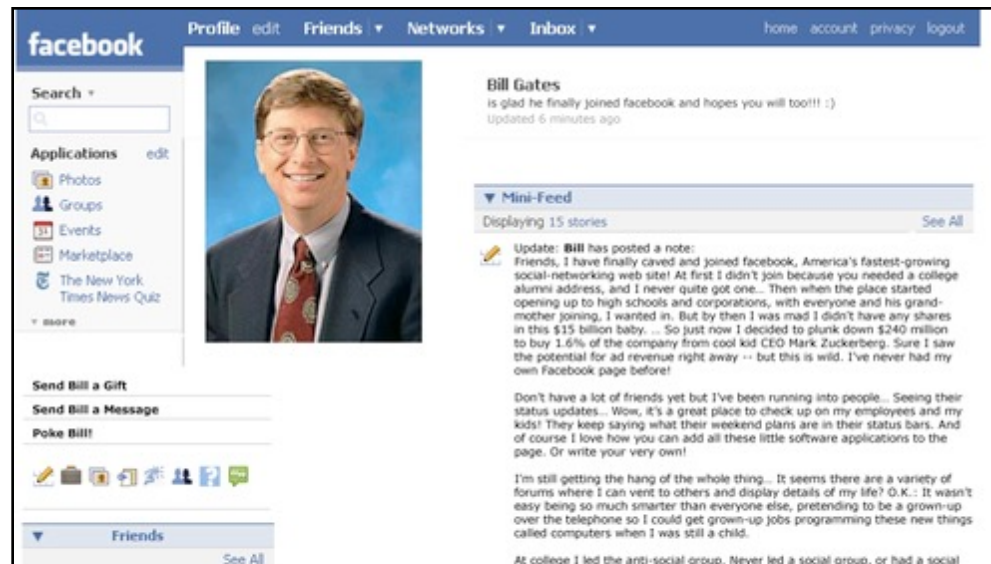 facebook
Profile edit Friends Networks Inbox
home account privacy logout
Search
Applications edit
Photos
Groups
Events
Marketplace
The New York
Times News Quiz
more
Send Bill a Gift
Send Bill a Message
Poke Bill!
Friends
See All
Bill Gates
is glad he finally joined facebook and hopes you will too!!! :)
Updated 6 minutes ago
Mini-Feed
Displaying 15 stories See All
Update: Bill has posted a note:
Friends, I have finally caved and joined facebook, America's fastest-growing
social-networking web site! At first I didn't join because you needed a college
alumni address, and I never quite got one... Then when the place started
opening up to high schools and corporations, with everyone and his grand-
mother joining, I wanted in. But by then I was mad I didn't have any shares
in this $15 billion baby. ... So just now I decided to plunk down $240 million
to buy 1.6% of the company from cool kid CEO Mark Zuckerberg. Sure I saw
the potential for ad revenue right away -- but this is wild. I've never had my
own Facebook page before!
Don't have a lot of friends yet but I've been running into people... Seeing their
status updates... Wow, it's a great place to check up on my employees and my
kids! They keep saying what their weekend plans are in their status bars. And
of course I love how you can add all these little software applications to the
page. Or write your very own!
I'm still getting the hang of the whole thing... It seems there are a variety of
forums where I can vent to others and display details of my life? O.K.: It wasn't
easy being so much smarter than everyone else, pretending to be a grown-up
over the telephone so I could get grown-up jobs programming these new things
called computers when I was still a child.
At college I led the anti-social group. Never led a social group, or had a social